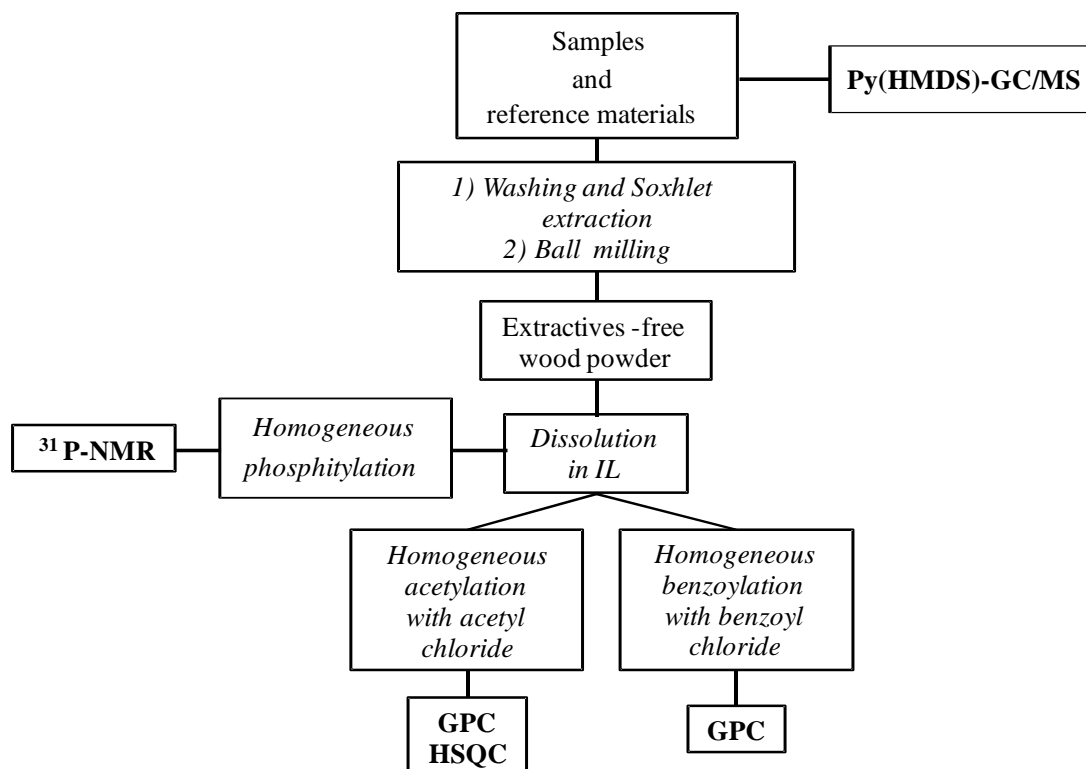 Samples
and
reference materials
Py(HMDS)-GC/MS
1) Washing and Soxhlet
extraction
2) Ball milling
Extractives -free
wood powder
31 P-NMR
Homogeneous
phosphitylation
Dissolution
in IL
Homogeneous
acetylation
with acetyl
chloride
Homogeneous
benzoylation
with benzoyl
chloride
GPC
HSQC
GPC